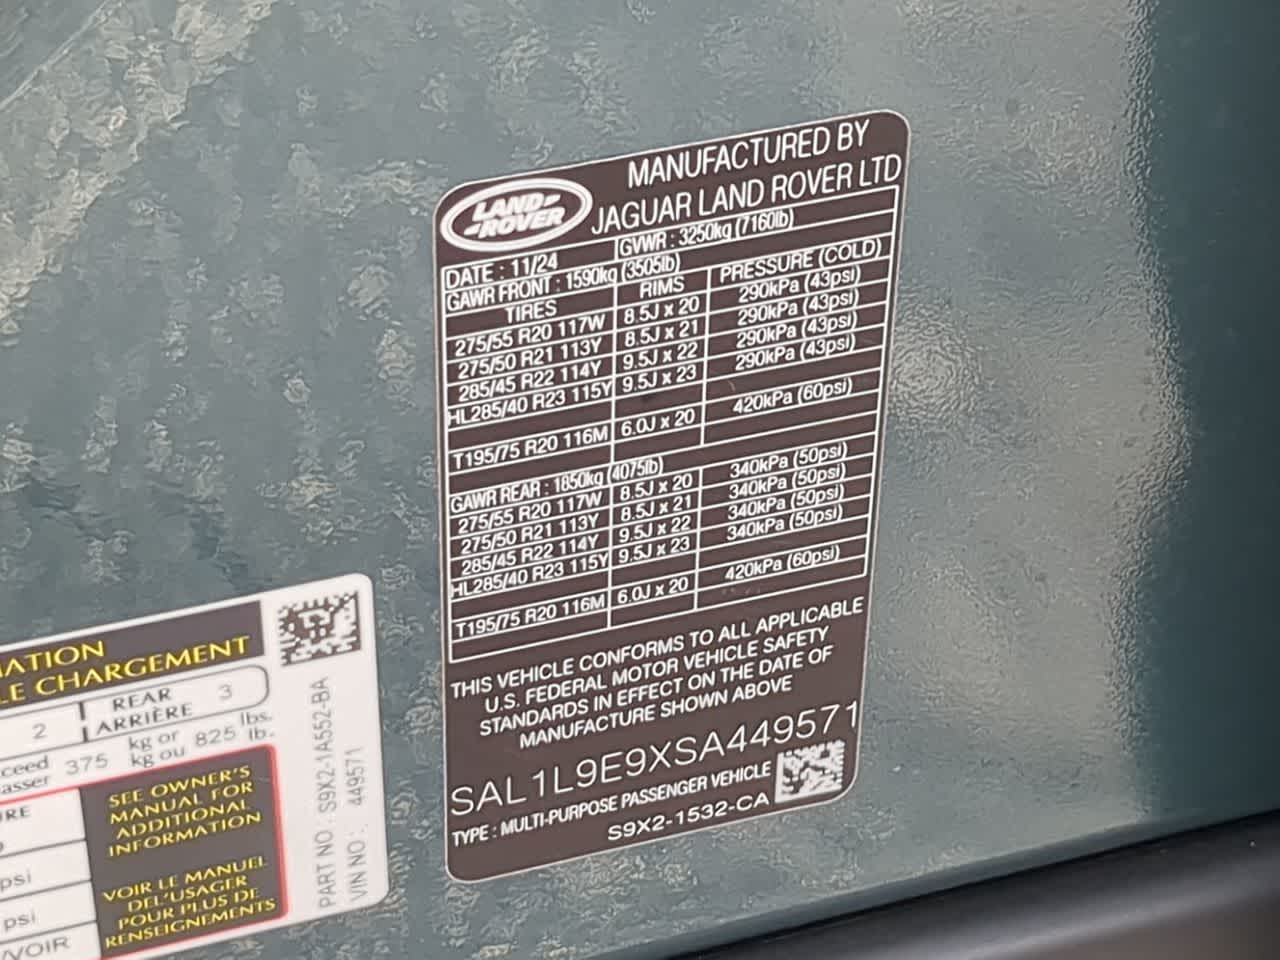 LAND-
-ROVER
MANUFACTURED BY
JAGUAR LAND ROVER LTD
DATE : 11/24 GVWR : 3250kg (7160lb)
GAWR FRONT : 1590kg (3505lb)
TIRES RIMS PRESSURE (COLD)
275/55 R20 117W 8.5J x 20 290kPa (43psi)
275/50 R21 113Y 8.5J x 21 290kPa (43psi)
285/45 R22 114Y 9.5J x 22 290kPa (43psi)
HL285/40 R23 115Y 9.5J x 23 290kPa (43psi)
T195/75 R20 116M 6.0J x 20 420kPa (60psi)
GAWR REAR : 1850kg (4075lb)
275/55 R20 117W 8.5J x 20 340kPa (50psi)
275/50 R21 113Y 8.5J x 21 340kPa (50psi)
285/45 R22 114Y 9.5J x 22 340kPa (50psi)
HL285/40 R23 115Y 9.5J x 23 340kPa (50psi)
T195/75 R20 116M 6.0J x 20 420kPa (60psi)
THIS VEHICLE CONFORMS TO ALL APPLICABLE
U.S. FEDERAL MOTOR VEHICLE SAFETY
STANDARDS IN EFFECT ON THE DATE OF
MANUFACTURE SHOWN ABOVE
SAL1L9E9XSA449571
TYPE : MULTI-PURPOSE PASSENGER VEHICLE
S9X2-1532-CA
MATION
LE CHARGEMENT
2 REAR 3
ARRIÈRE
xceed 375 kg or 825 lbs.
asser kg ou lb.
SEE OWNER'S
MANUAL FOR
ADDITIONAL
INFORMATION
VOIR LE MANUEL
DEL'USAGER
POUR PLUS DE
RENSEIGNEMENTS
psi
psi
VOIR
PART NO : S9X2-1A552-BA
VIN NO : 449571